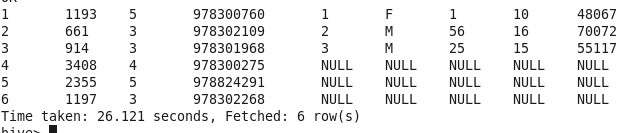 OK
1 1193 5 978300760 1 F 1 10 48067
2 661 3 978302109 2 M 56 16 70072
3 914 3 978301968 3 M 25 15 55117
4 3408 4 978300275 NULL NULL NULL NULL NULL
5 2355 5 978824291 NULL NULL NULL NULL NULL
6 1197 3 978302268 NULL NULL NULL NULL NULL
Time taken: 26.121 seconds, Fetched: 6 row(s)
hive>